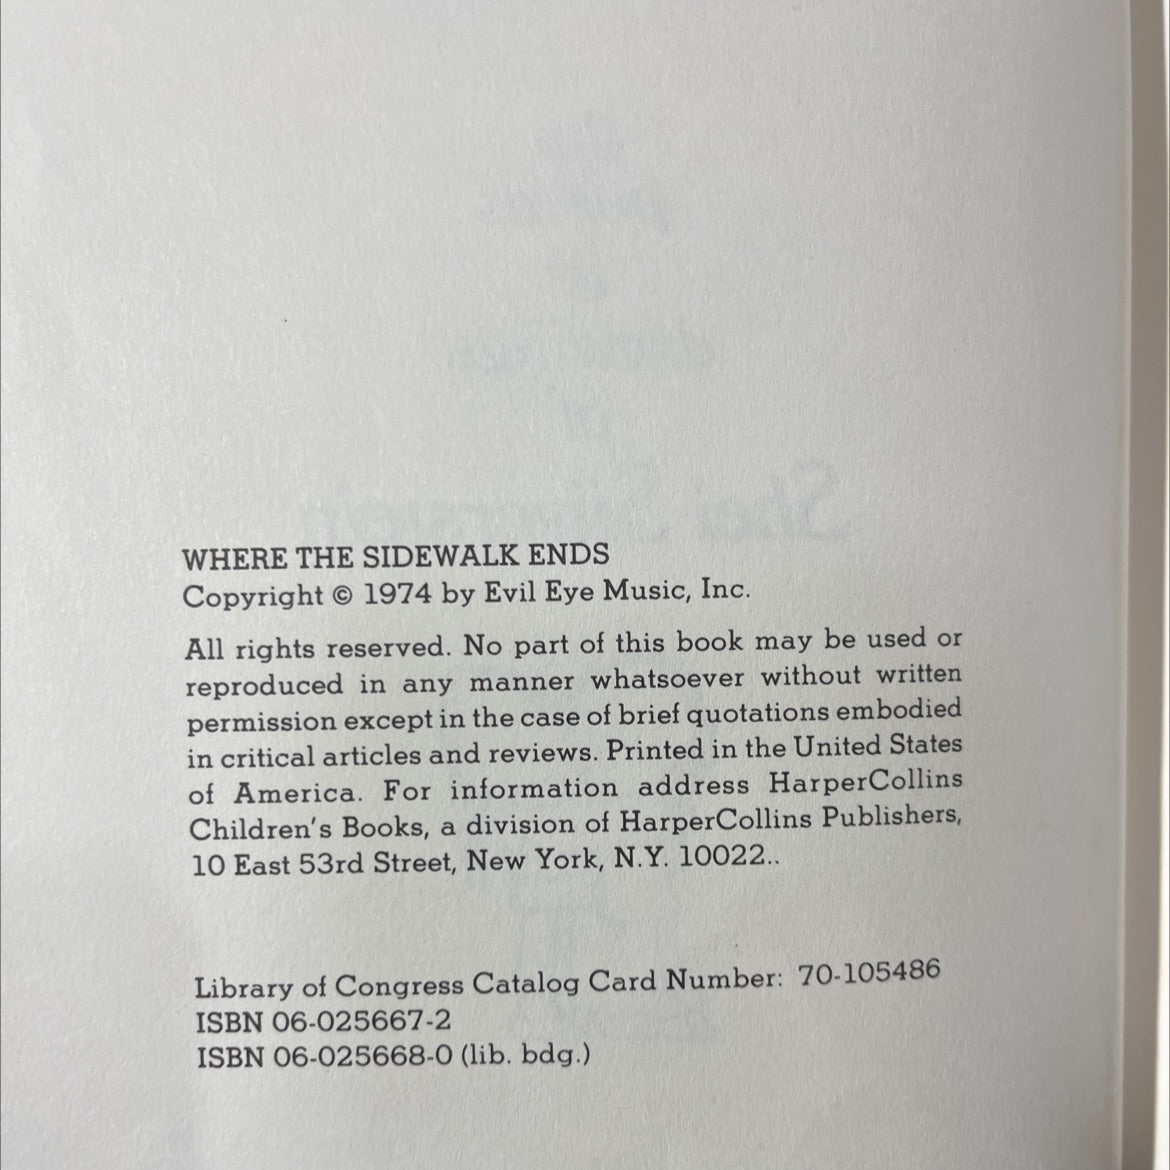 WHERE THE SIDEWALK ENDS
Copyright © 1974 by Evil Eye Music, Inc.
All rights reserved. No part of this book may be used or
reproduced in any manner whatsoever without written
permission except in the case of brief quotations embodied
in critical articles and reviews. Printed in the United States
of America. For information address HarperCollins
Children's Books, a division of HarperCollins Publishers,
10 East 53rd Street, New York, N.Y. 10022..
Library of Congress Catalog Card Number: 70-105486
ISBN 06-025667-2
ISBN 06-025668-0 (lib. bdg.)